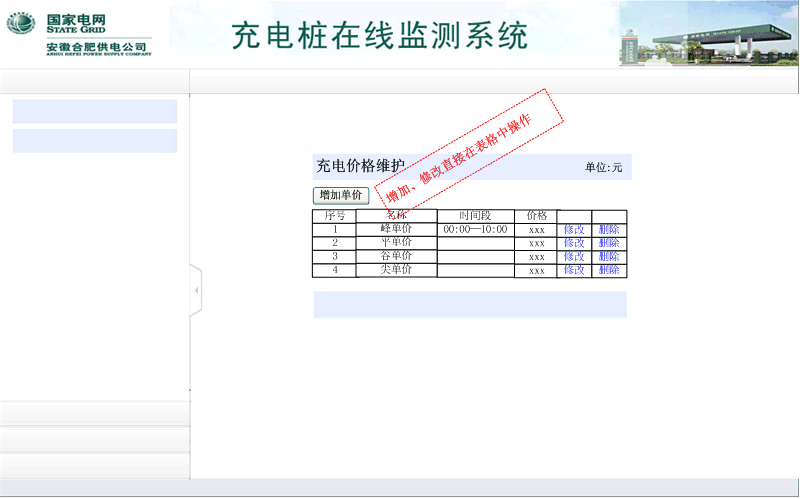 国家电网
STATE GRID
安徽合肥供电公司
ANHUI HEFEI POWER SUPPLY COMPANY
充电桩在线监测系统
充电价格维护
单位:元
增加、修改直接在表格中操作
增加单价
序号 名称 时间段 价格
1 峰单价 00:00—10:00 xxx 修改 删除
2 平单价 xxx 修改 删除
3 谷单价 xxx 修改 删除
4 尖单价 xxx 修改 删除